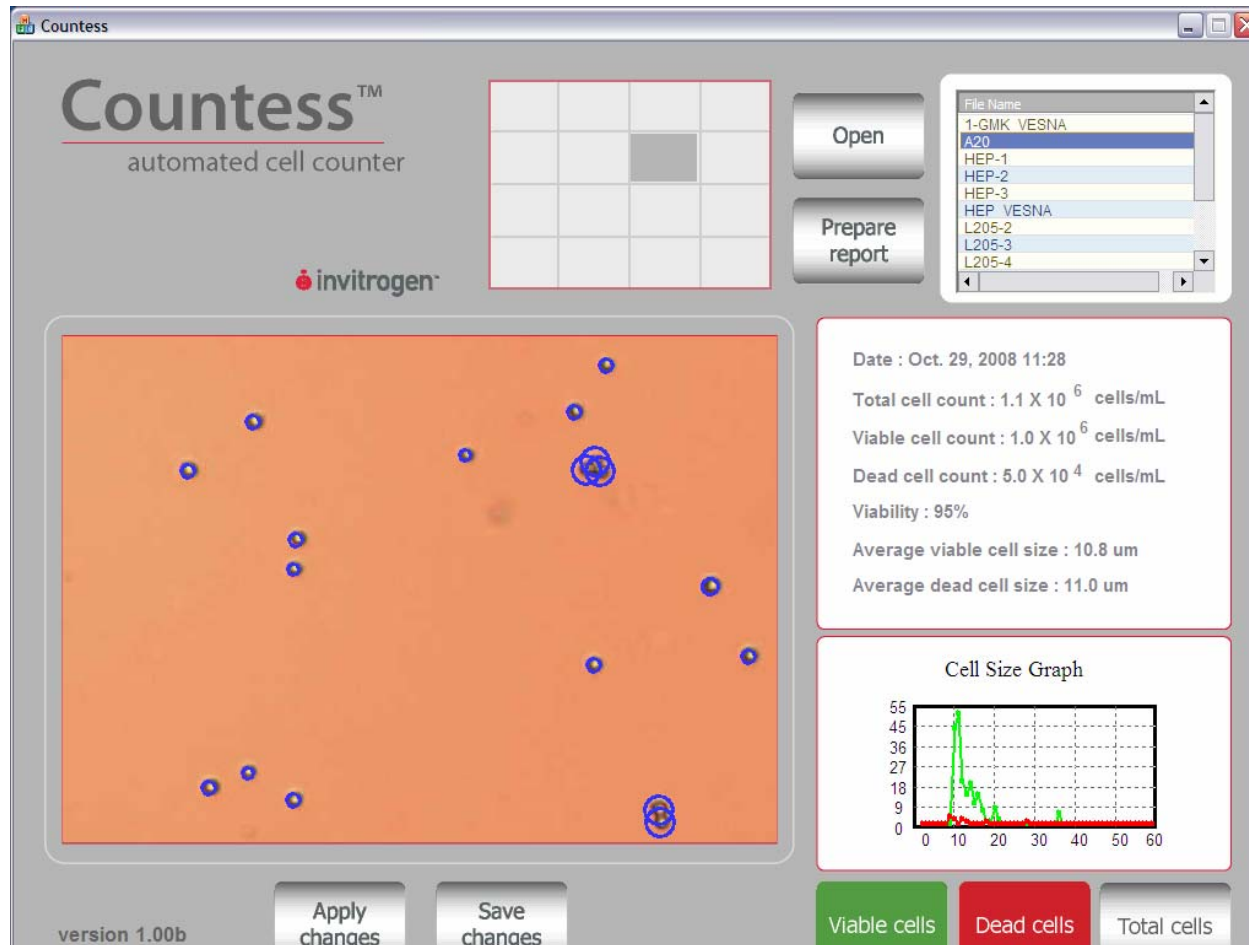 Countess
Countess™
automated cell counter
invitrogen™
Open
Prepare
report
File Name
1-GMK VESNA
A20
HEP-1
HEP-2
HEP-3
HEP VESNA
L205-2
L205-3
L205-4
Date : Oct. 29, 2008 11:28
Total cell count : 1.1 X 10 6 cells/mL
Viable cell count : 1.0 X 10 6 cells/mL
Dead cell count : 5.0 X 10 4 cells/mL
Viability : 95%
Average viable cell size : 10.8 um
Average dead cell size : 11.0 um
Cell Size Graph
55
45
36
27
18
9
0
0 10 20 30 40 50 60
version 1.00b
Apply
changes
Save
changes
Viable cells
Dead cells
Total cells